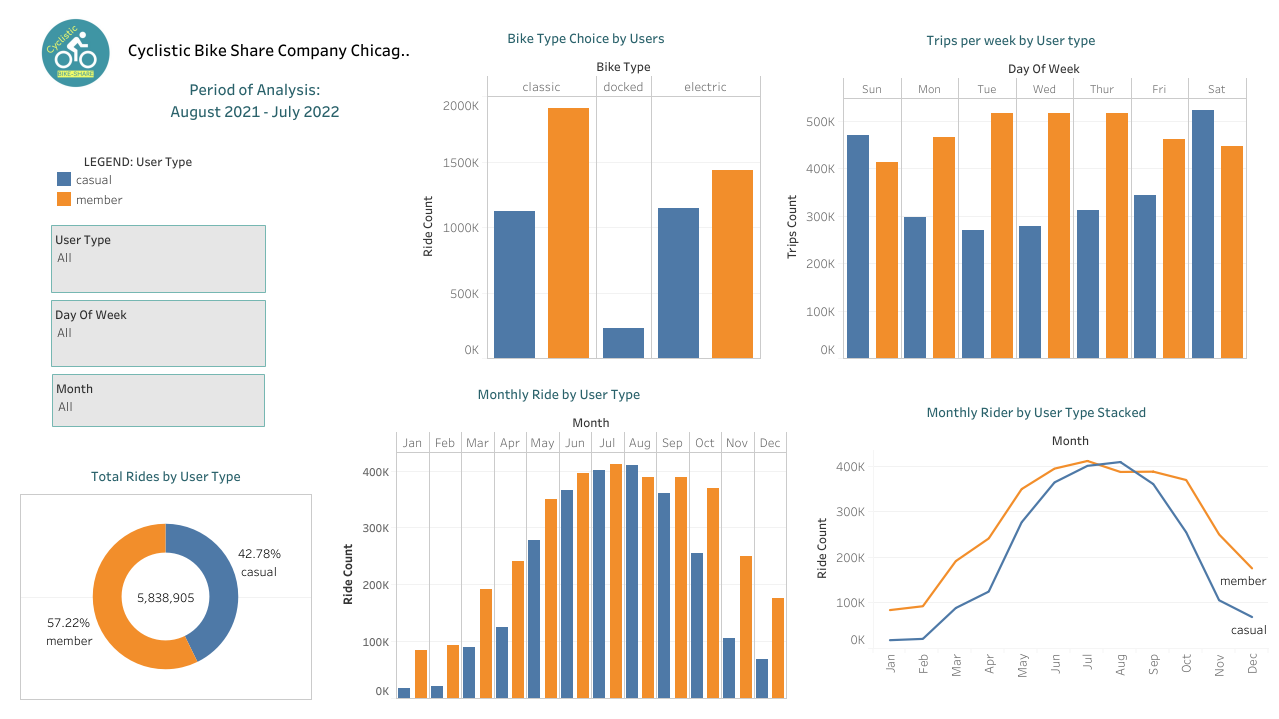 Cyclistic
BIKE-SHARE
Cyclistic Bike Share Company Chicag..
Period of Analysis:
August 2021 - July 2022
LEGEND: User Type
casual
member
User Type
All
Day Of Week
All
Month
All
Total Rides by User Type
42.78%
casual
5,838,905
57.22%
member
Bike Type Choice by Users
Bike Type
classic docked electric
2000K
1500K
1000K
500K
0K
Ride Count
Trips per week by User type
Day Of Week
Sun Mon Tue Wed Thur Fri Sat
500K
400K
300K
200K
100K
0K
Trips Count
Monthly Ride by User Type
Month
Jan Feb Mar Apr May Jun Jul Aug Sep Oct Nov Dec
400K
300K
200K
100K
0K
Ride Count
Monthly Rider by User Type Stacked
Month
400K
300K
200K
100K
0K
Ride Count
member
casual
Jan Feb Mar Apr May Jun Jul Aug Sep Oct Nov Dec